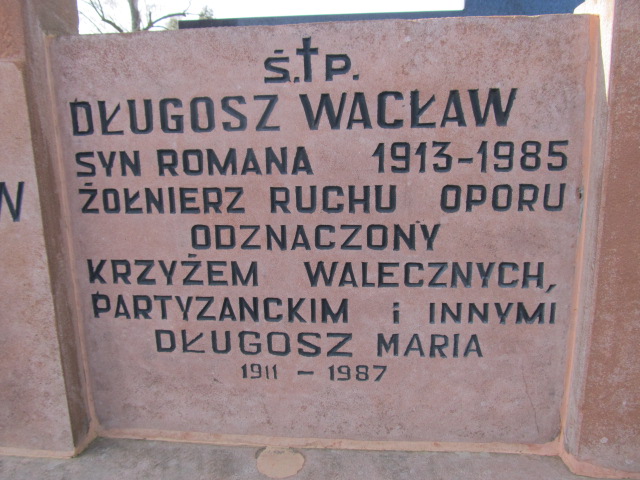 Ś.†P.
DŁUGOSZ WACŁAW
SYN ROMANA 1913-1985
ŻOŁNIERZ RUCHU OPORU
ODZNACZONY
KRZYŻEM WALECZNYCH,
PARTYZANCKIM i INNYMI
DŁUGOSZ MARIA
1911 - 1987
W